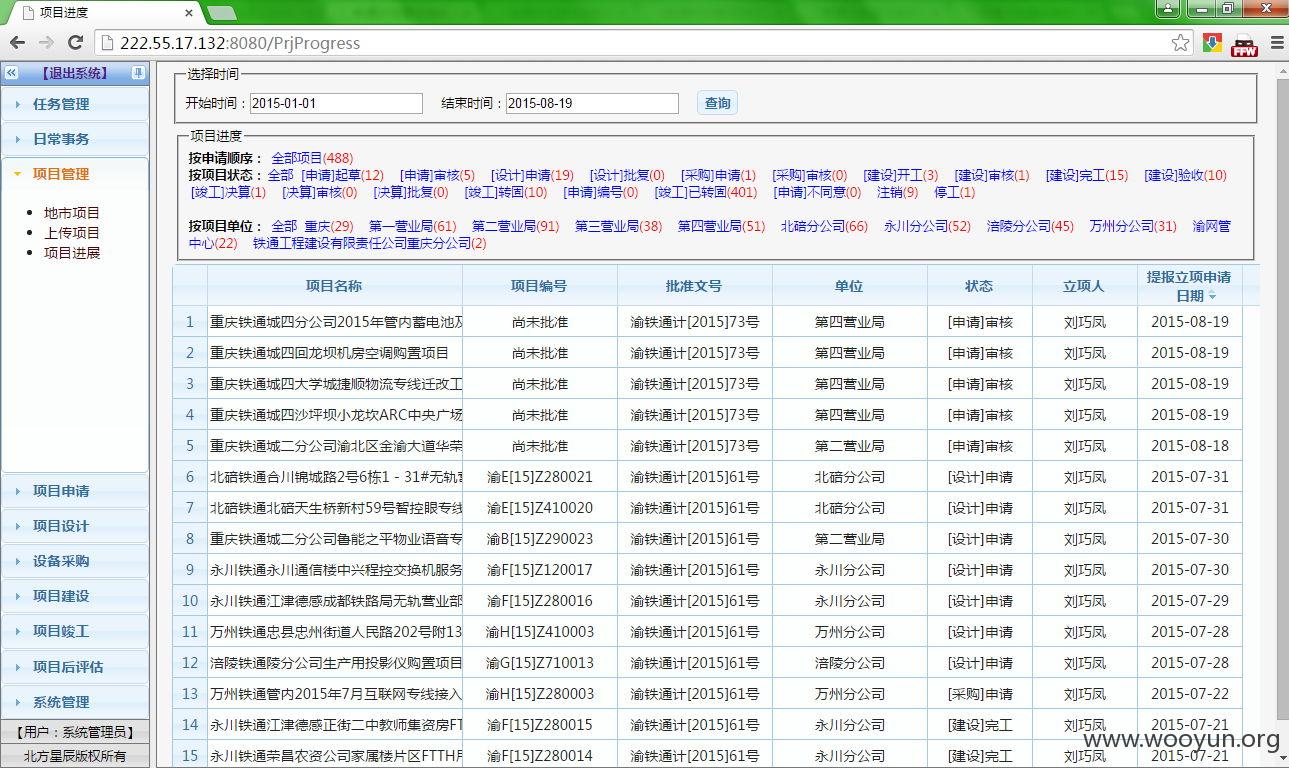 项目进度
222.55.17.132:8080/PrjProgress
FFW
【退出系统】
任务管理
日常事务
项目管理
地市项目
上传项目
项目进展
项目申请
项目设计
设备采购
项目建设
项目竣工
项目后评估
系统管理
【用户：系统管理员】
北方星辰版权所有
选择时间
开始时间：2015-01-01 结束时间：2015-08-19 查询
项目进度
按申请顺序： 全部项目(488)
按项目状态： 全部 [申请]起草(12) [申请]审核(5) [设计]申请(19) [设计]批复(0) [采购]申请(1) [采购]审核(0) [建设]开工(3) [建设]审核(1) [建设]完工(15) [建设]验收(10)
[竣工]决算(1) [决算]审核(0) [决算]批复(0) [竣工]转固(10) [申请]编号(0) [竣工]已转固(401) [申请]不同意(0) 注销(9) 停工(1)
按项目单位： 全部 重庆(29) 第一营业局(61) 第二营业局(91) 第三营业局(38) 第四营业局(51) 北碚分公司(66) 永川分公司(52) 涪陵分公司(45) 万州分公司(31) 渝网管
中心(22) 铁通工程建设有限责任公司重庆分公司(2)
项目名称 项目编号 批准文号 单位 状态 立项人 提报立项申请
日期
1 重庆铁通城四分公司2015年管内蓄电池及 尚未批准 渝铁通计[2015]73号 第四营业局 [申请]审核 刘巧凤 2015-08-19
2 重庆铁通城四回龙坝机房空调购置项目 尚未批准 渝铁通计[2015]73号 第四营业局 [申请]审核 刘巧凤 2015-08-19
3 重庆铁通城四大学城捷顺物流专线迁改工 尚未批准 渝铁通计[2015]73号 第四营业局 [申请]审核 刘巧凤 2015-08-19
4 重庆铁通城四沙坪坝小龙坎ARC中央广场 尚未批准 渝铁通计[2015]73号 第四营业局 [申请]审核 刘巧凤 2015-08-19
5 重庆铁通城二分公司渝北区金渝大道华荣 尚未批准 渝铁通计[2015]73号 第二营业局 [申请]审核 刘巧凤 2015-08-18
6 北碚铁通合川锦城路2号6栋1－31#无轨营 渝E[15]Z280021 渝铁通计[2015]61号 北碚分公司 [设计]申请 刘巧凤 2015-07-31
7 北碚铁通北碚天生桥新村59号智控眼专线 渝E[15]Z410020 渝铁通计[2015]61号 北碚分公司 [设计]申请 刘巧凤 2015-07-31
8 重庆铁通城二分公司鲁能之平物业语音专 渝B[15]Z290023 渝铁通计[2015]61号 第二营业局 [设计]申请 刘巧凤 2015-07-30
9 永川铁通永川通信楼中兴程控交换机服务 渝F[15]Z120017 渝铁通计[2015]61号 永川分公司 [设计]申请 刘巧凤 2015-07-30
10 永川铁通江津德感成都铁路局无轨营业部 渝F[15]Z280016 渝铁通计[2015]61号 永川分公司 [设计]申请 刘巧凤 2015-07-29
11 万州铁通忠县忠州街道人民路202号附13 渝H[15]Z410003 渝铁通计[2015]61号 万州分公司 [设计]申请 刘巧凤 2015-07-28
12 涪陵铁通陵分公司生产用投影仪购置项目 渝G[15]Z710013 渝铁通计[2015]61号 涪陵分公司 [设计]申请 刘巧凤 2015-07-28
13 万州铁通管内2015年7月互联网专线接入 渝H[15]Z280003 渝铁通计[2015]61号 万州分公司 [采购]申请 刘巧凤 2015-07-22
14 永川铁通江津德感正街二中教师集资房FT 渝F[15]Z280015 渝铁通计[2015]61号 永川分公司 [建设]完工 刘巧凤 2015-07-21
15 永川铁通荣昌农资公司家属楼片区FTTH用 渝F[15]Z280014 渝铁通计[2015]61号 永川分公司 [建设]完工 刘巧凤 2015-07-21
www.wooyun.org